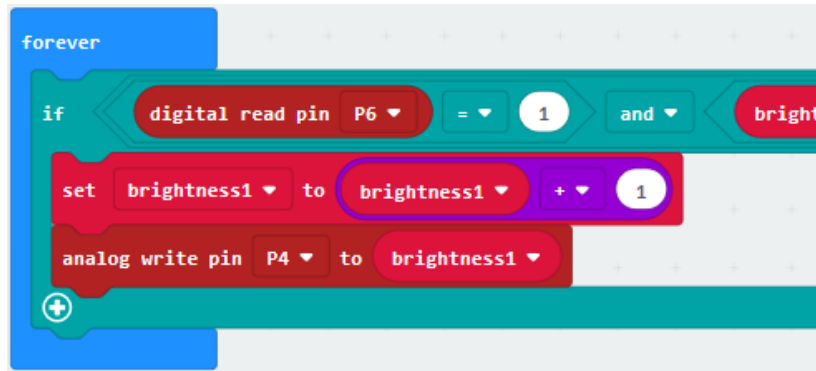 forever
if digital read pin P6 = 1 and bright
set brightness1 to brightness1 + 1
analog write pin P4 to brightness1